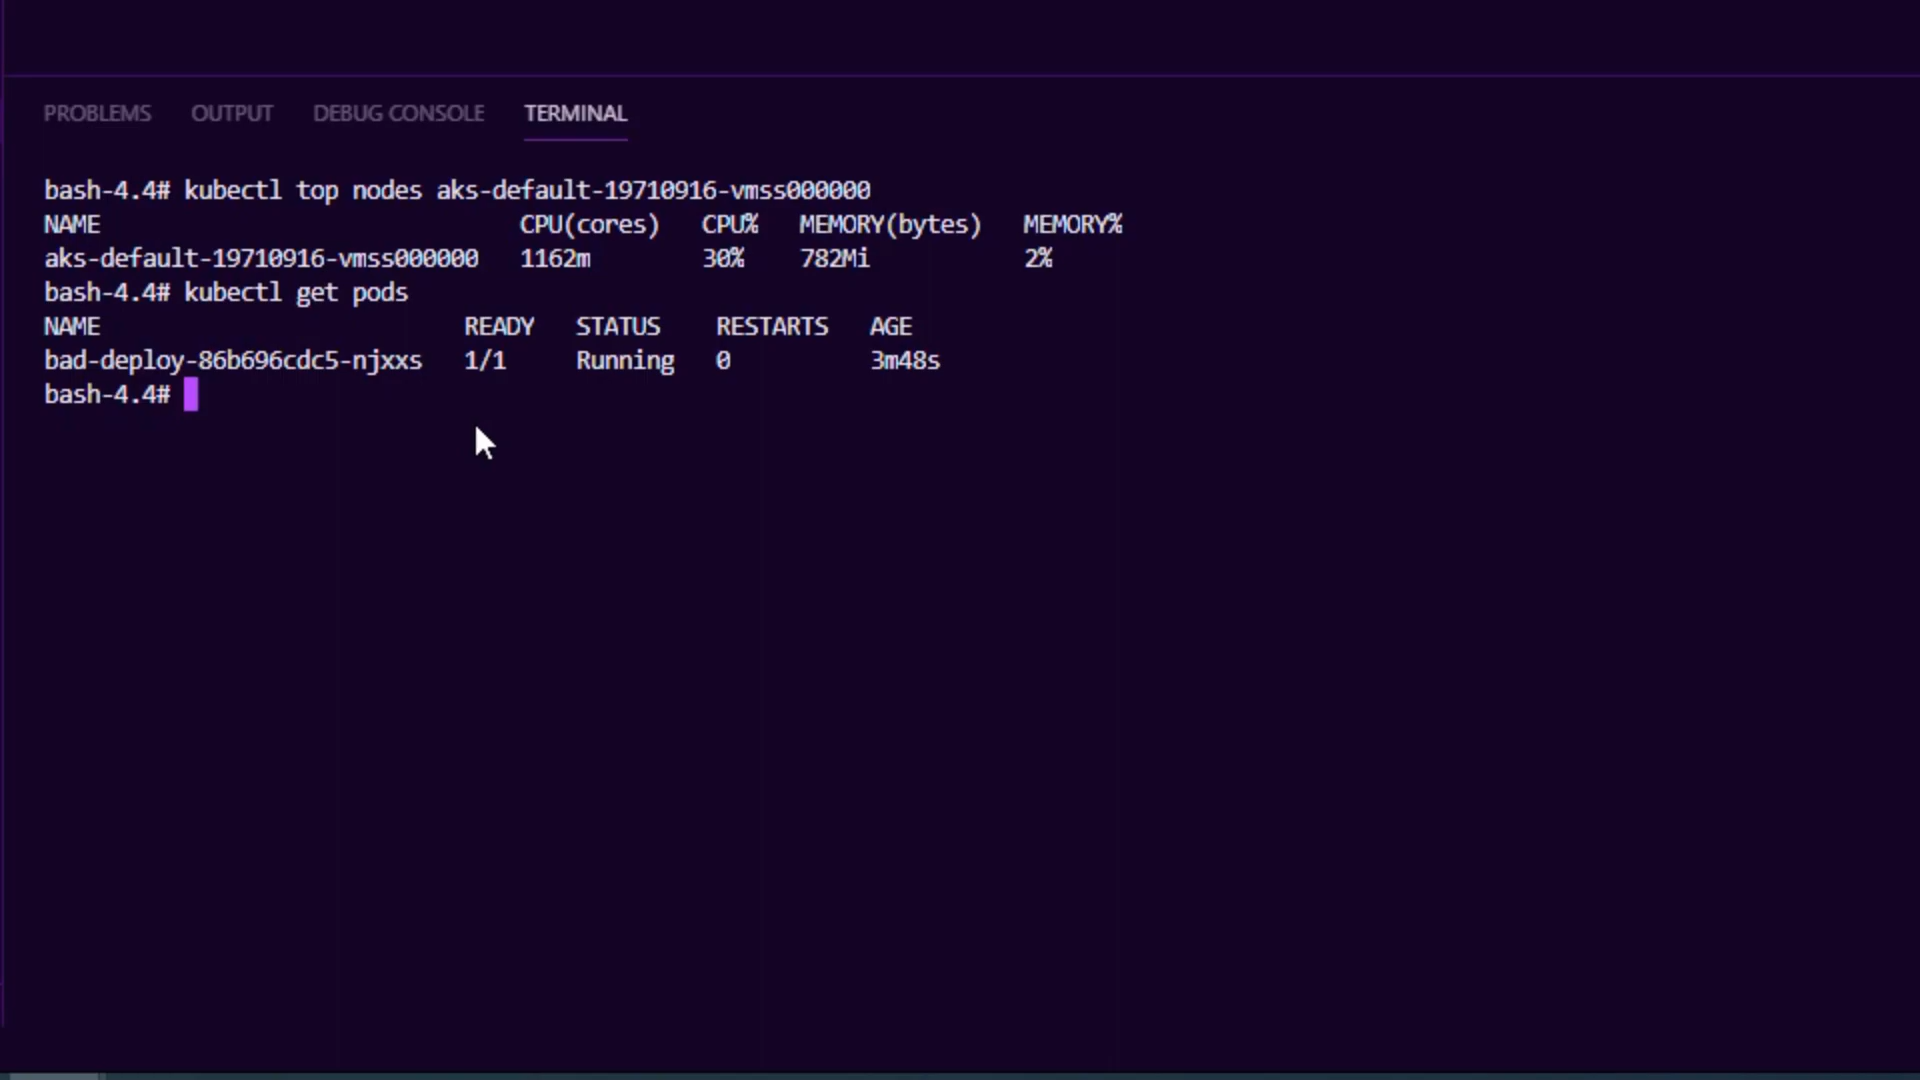 PROBLEMS OUTPUT DEBUG CONSOLE TERMINAL
bash-4.4# kubectl top nodes aks-default-19710916-vmss000000
NAME CPU(cores) CPU% MEMORY(bytes) MEMORY%
aks-default-19710916-vmss000000 1162m 30% 782Mi 2%
bash-4.4# kubectl get pods
NAME READY STATUS RESTARTS AGE
bad-deploy-86b696cdc5-njxxs 1/1 Running 0 3m48s
bash-4.4#